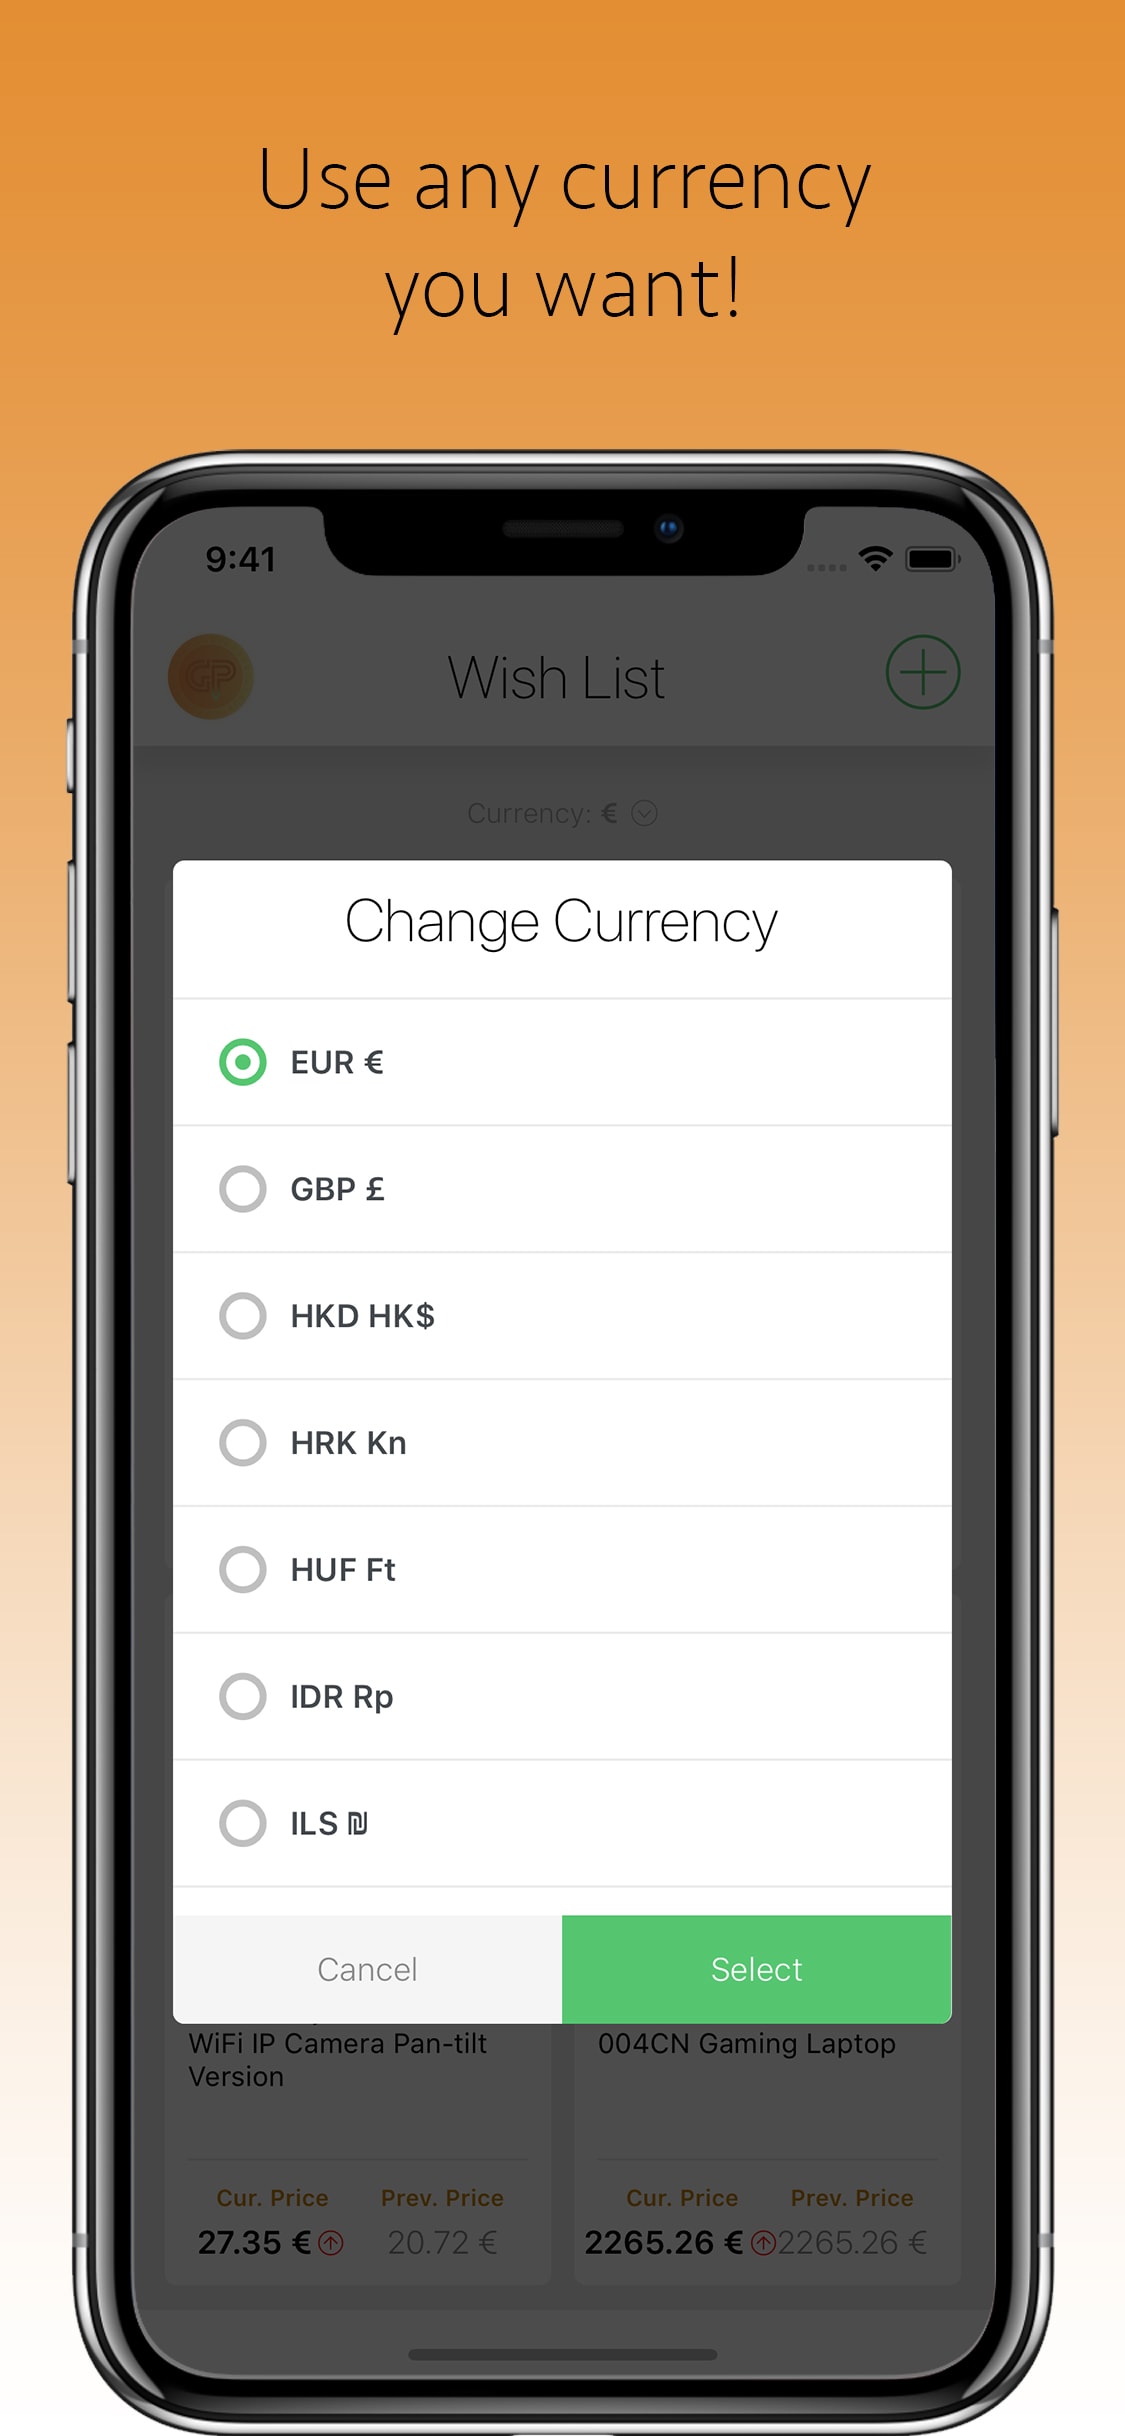 Use any currency
you want!
9:41
GP
Wish List
Currency: €
Change Currency
EUR €
GBP £
HKD HK$
HRK Kn
HUF Ft
IDR Rp
ILS ₪
Cancel
Select
WiFi IP Camera Pan-tilt
Version
004CN Gaming Laptop
Cur. Price
Prev. Price
27.35 €
20.72 €
Cur. Price
Prev. Price
2265.26 €
2265.26 €